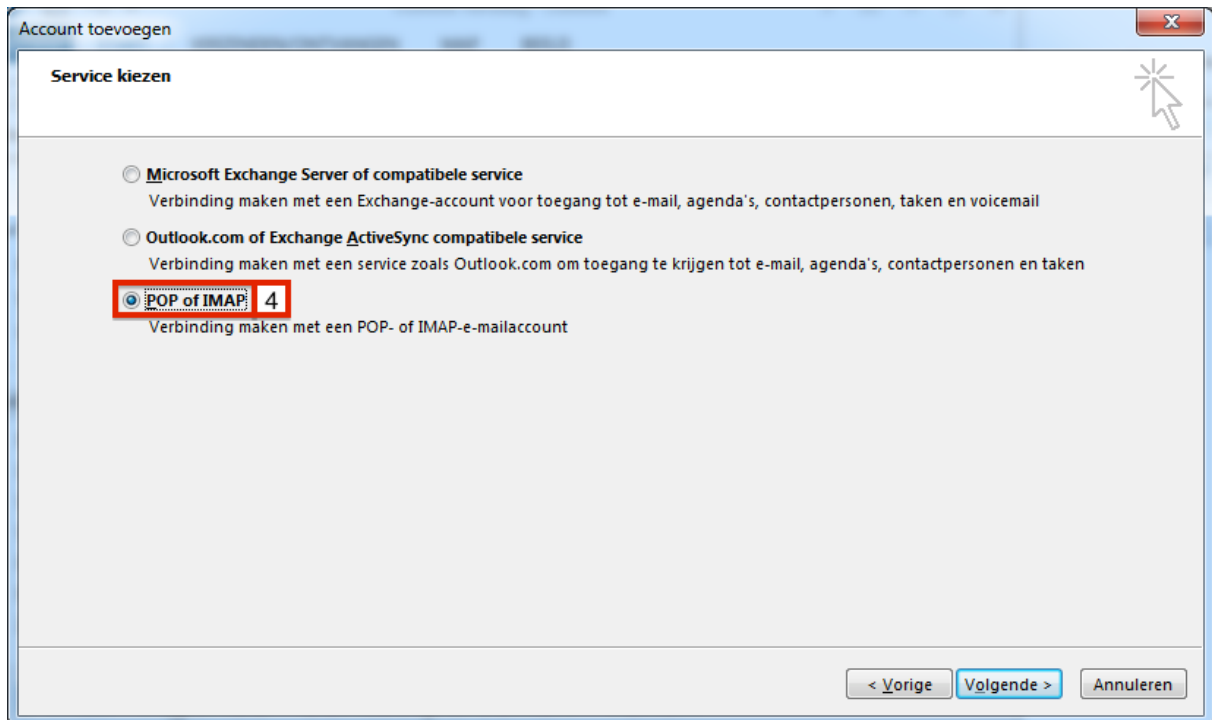 Account toevoegen
Service kiezen
Microsoft Exchange Server of compatibele service
Verbinding maken met een Exchange-account voor toegang tot e-mail, agenda's, contactpersonen, taken en voicemail
Outlook.com of Exchange ActiveSync compatibele service
Verbinding maken met een service zoals Outlook.com om toegang te krijgen tot e-mail, agenda's, contactpersonen en taken
POP of IMAP 4
Verbinding maken met een POP- of IMAP-e-mailaccount
< Vorige Volgende > Annuleren